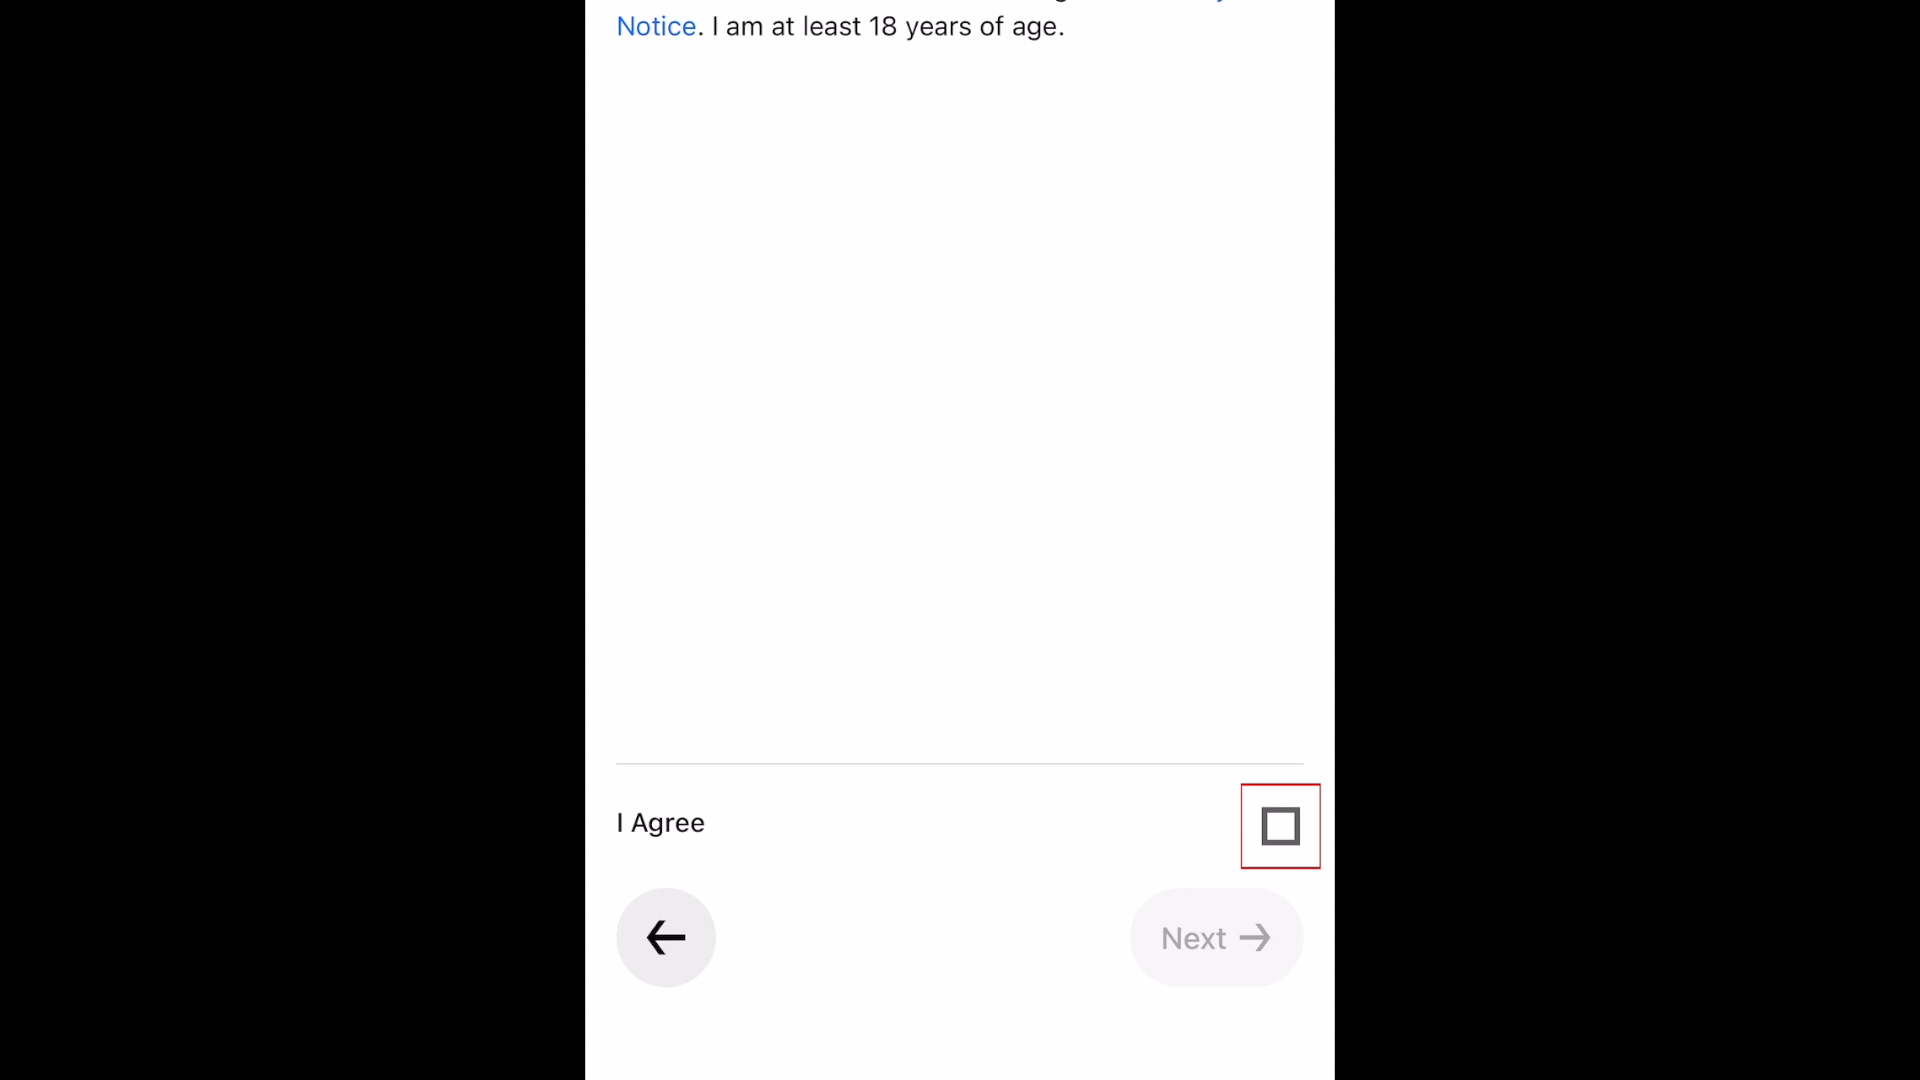 Notice. I am at least 18 years of age.
I Agree
Next